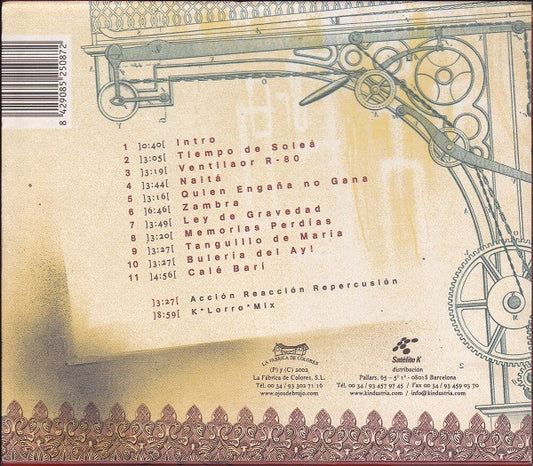 8 429085 250872
1 ]0:40[ Intro
2 ]3:05[ Tiempo de Soleá
3 ]3:19[ Ventilaor R-80
4 ]3:44[ Naitá
5 ]3:16[ Quien Engaña no Gana
6 ]6:46[ Zambra
7 ]3:49[ Ley de Gravedad
8 ]3:20[ Memorias Perdías
9 ]3:27[ Tanguillo de María
10 ]3:27[ Bulería del Ay!
11 ]4:56[ Calé Barí
]3:27[ Acción Reacción Repercusión
]8:59[ K*Lorro*Mix
LA FÁBRICA DE COLORES
(P) y (C) 2002
La Fábrica de Colores, S.L.
Tel. 00 34 / 93 302 71 10
www.ojosdebrujo.com
Satélite K
distribución
Pallars, 65 – 5º 1ª - 08018 Barcelona
Tel. 00 34 / 93 457 97 45 / Fax 00 34 / 93 459 03 70
www.kindustria.com / info@kindustria.com